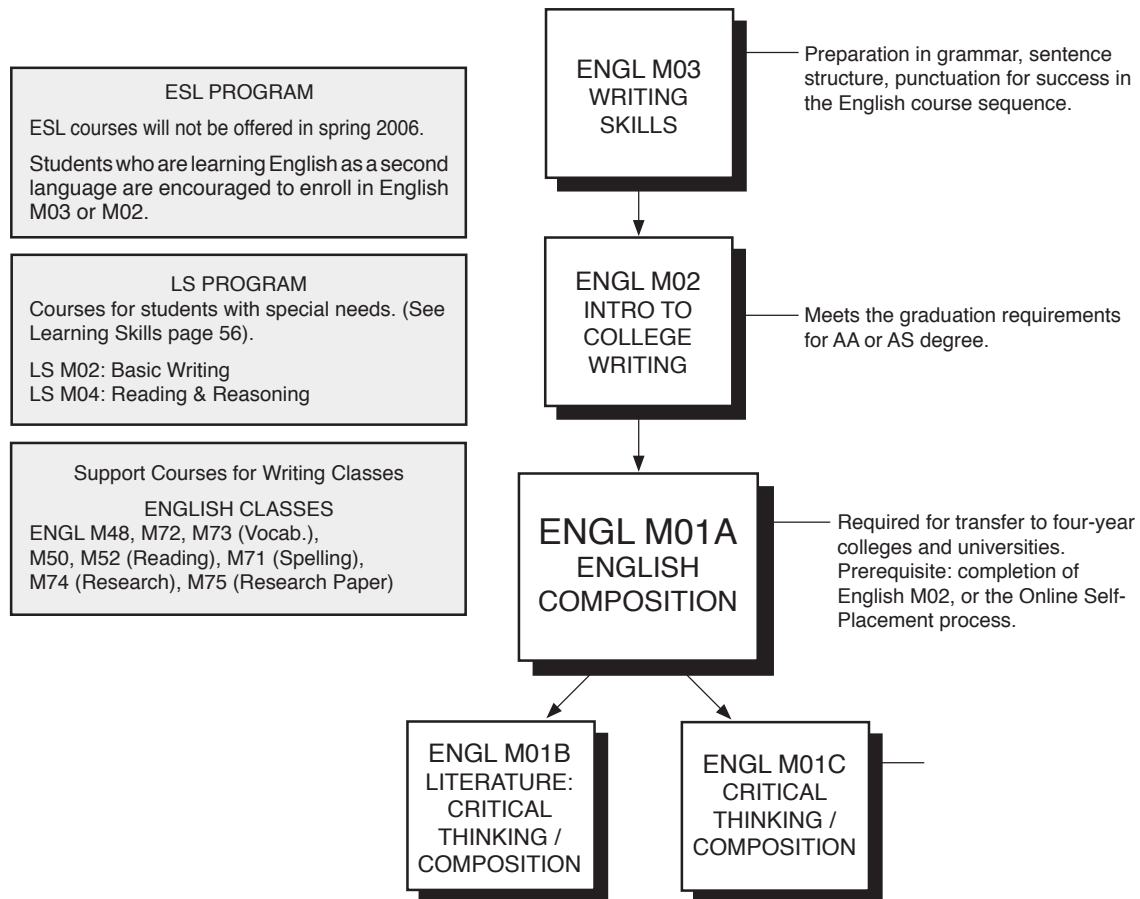 ESL PROGRAM
ESL courses will not be offered in spring 2006.
Students who are learning English as a second
language are encouraged to enroll in English
M03 or M02.
LS PROGRAM
Courses for students with special needs. (See
Learning Skills page 56).
LS M02: Basic Writing
LS M04: Reading & Reasoning
Support Courses for Writing Classes
ENGLISH CLASSES
ENGL M48, M72, M73 (Vocab.),
M50, M52 (Reading), M71 (Spelling),
M74 (Research), M75 (Research Paper)
ENGL M03
WRITING
SKILLS
Preparation in grammar, sentence
structure, punctuation for success in
the English course sequence.
ENGL M02
INTRO TO
COLLEGE
WRITING
Meets the graduation requirements
for AA or AS degree.
ENGL M01A
ENGLISH
COMPOSITION
Required for transfer to four-year
colleges and universities.
Prerequisite: completion of
English M02, or the Online Self-
Placement process.
ENGL M01B
LITERATURE:
CRITICAL
THINKING /
COMPOSITION
ENGL M01C
CRITICAL
THINKING /
COMPOSITION